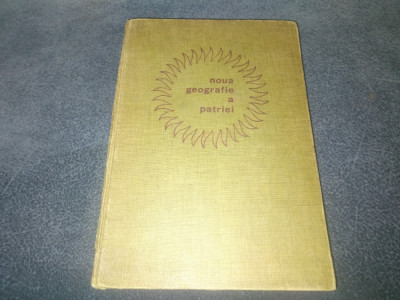 noua
geografie
a
patriei